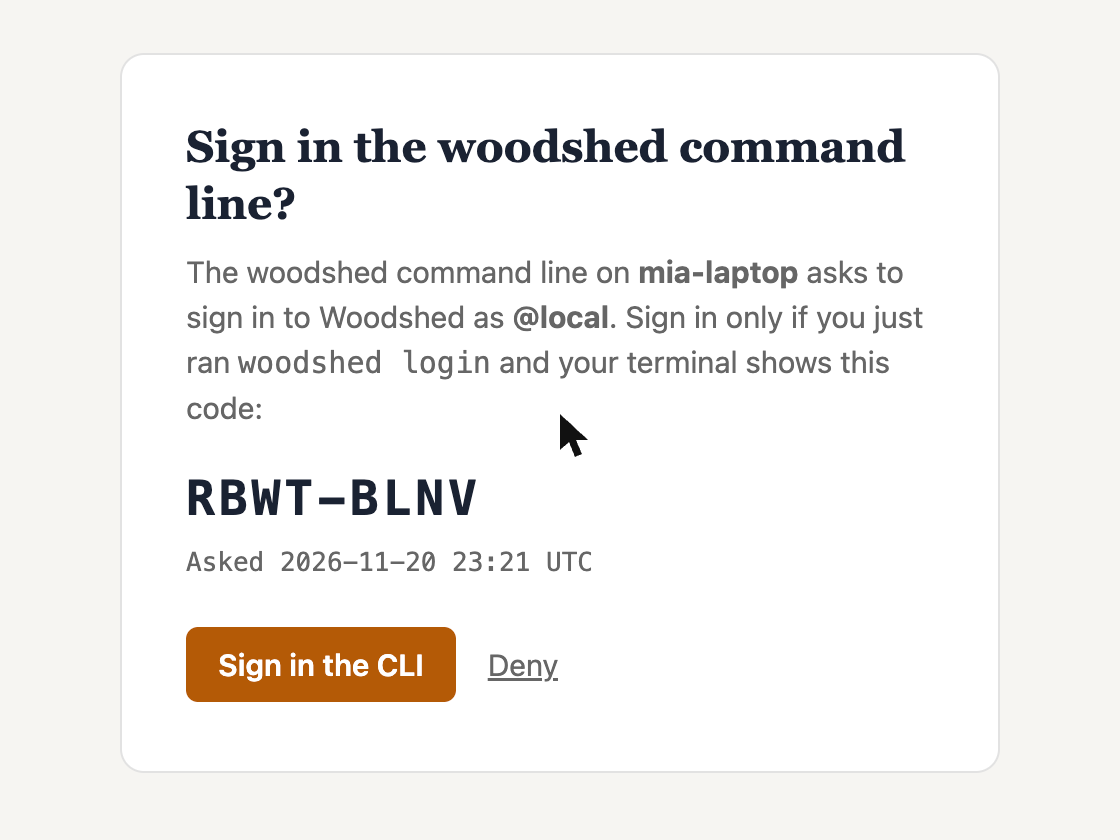 Sign in the woodshed command
line?
The woodshed command line on mia-laptop asks to
sign in to Woodshed as @local. Sign in only if you just
ran woodshed login and your terminal shows this
code:
RBWT-BLNV
Asked 2026-11-20 23:21 UTC
Sign in the CLI Deny